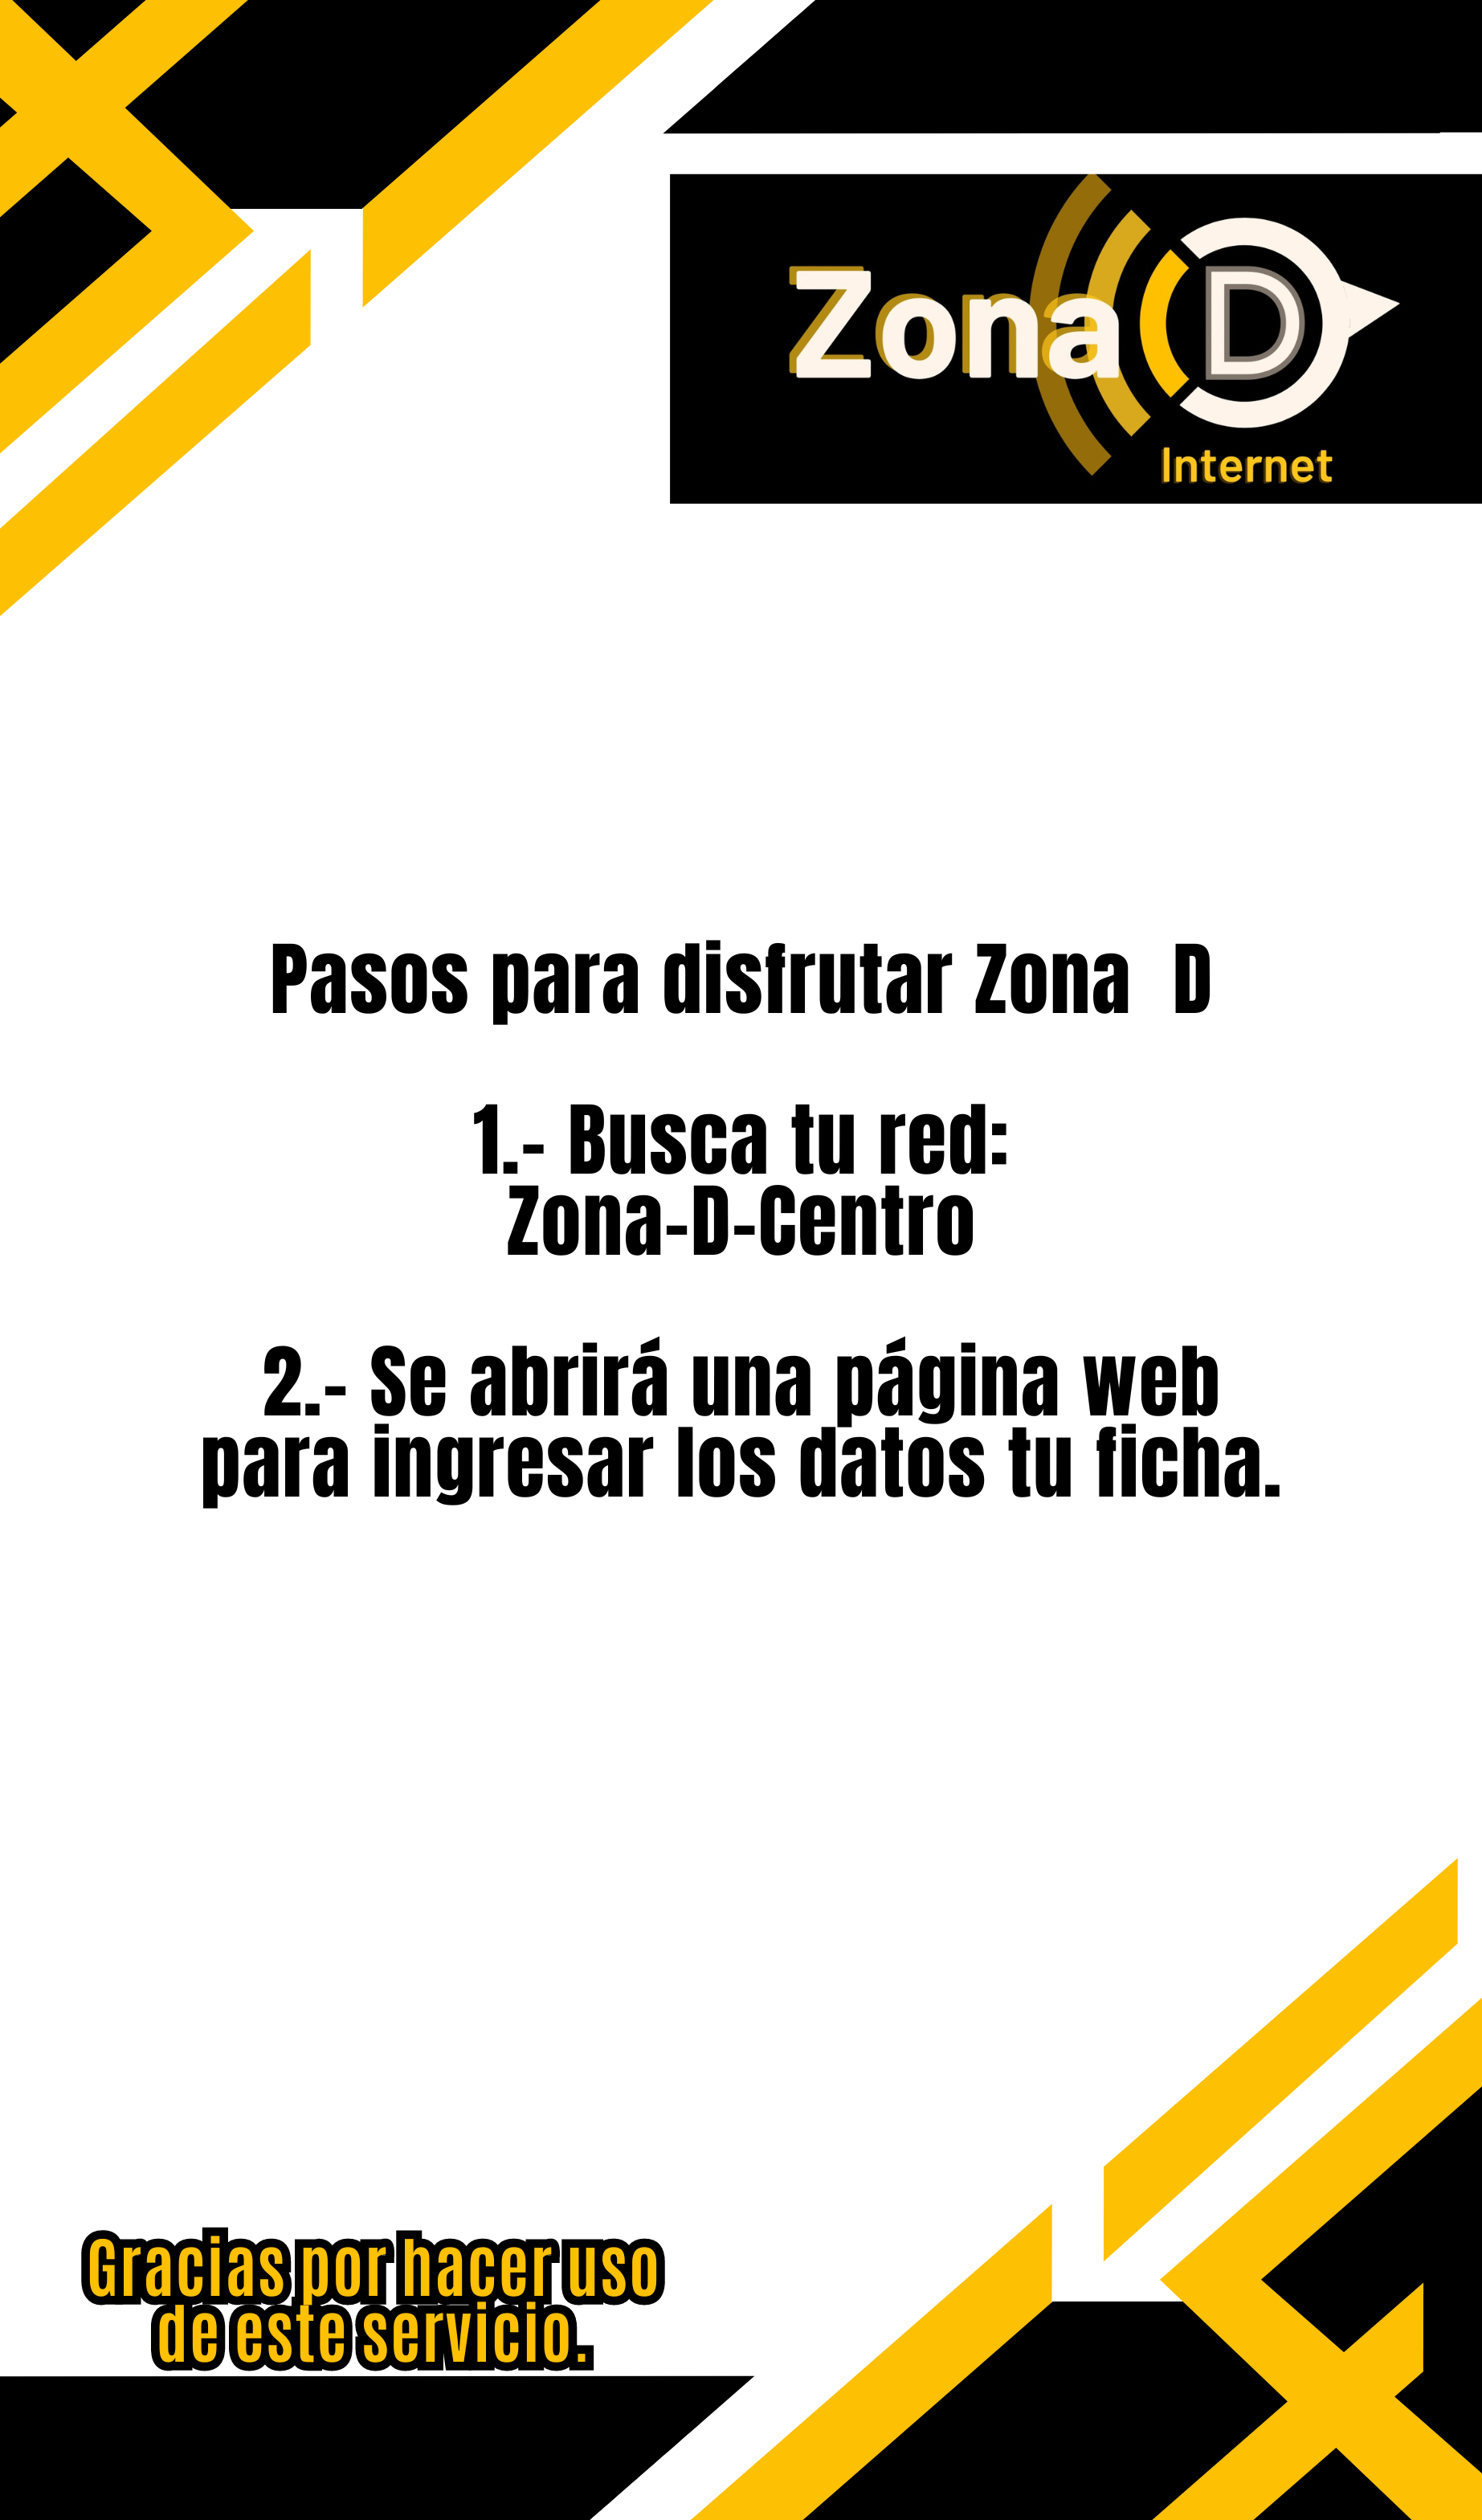 Zona D
Internet
Pasos para disfrutar Zona D
1.- Busca tu red:
Zona-D-Centro
2.- Se abrirá una página web
para ingresar los datos tu ficha.
Gracias por hacer uso
de este servicio.